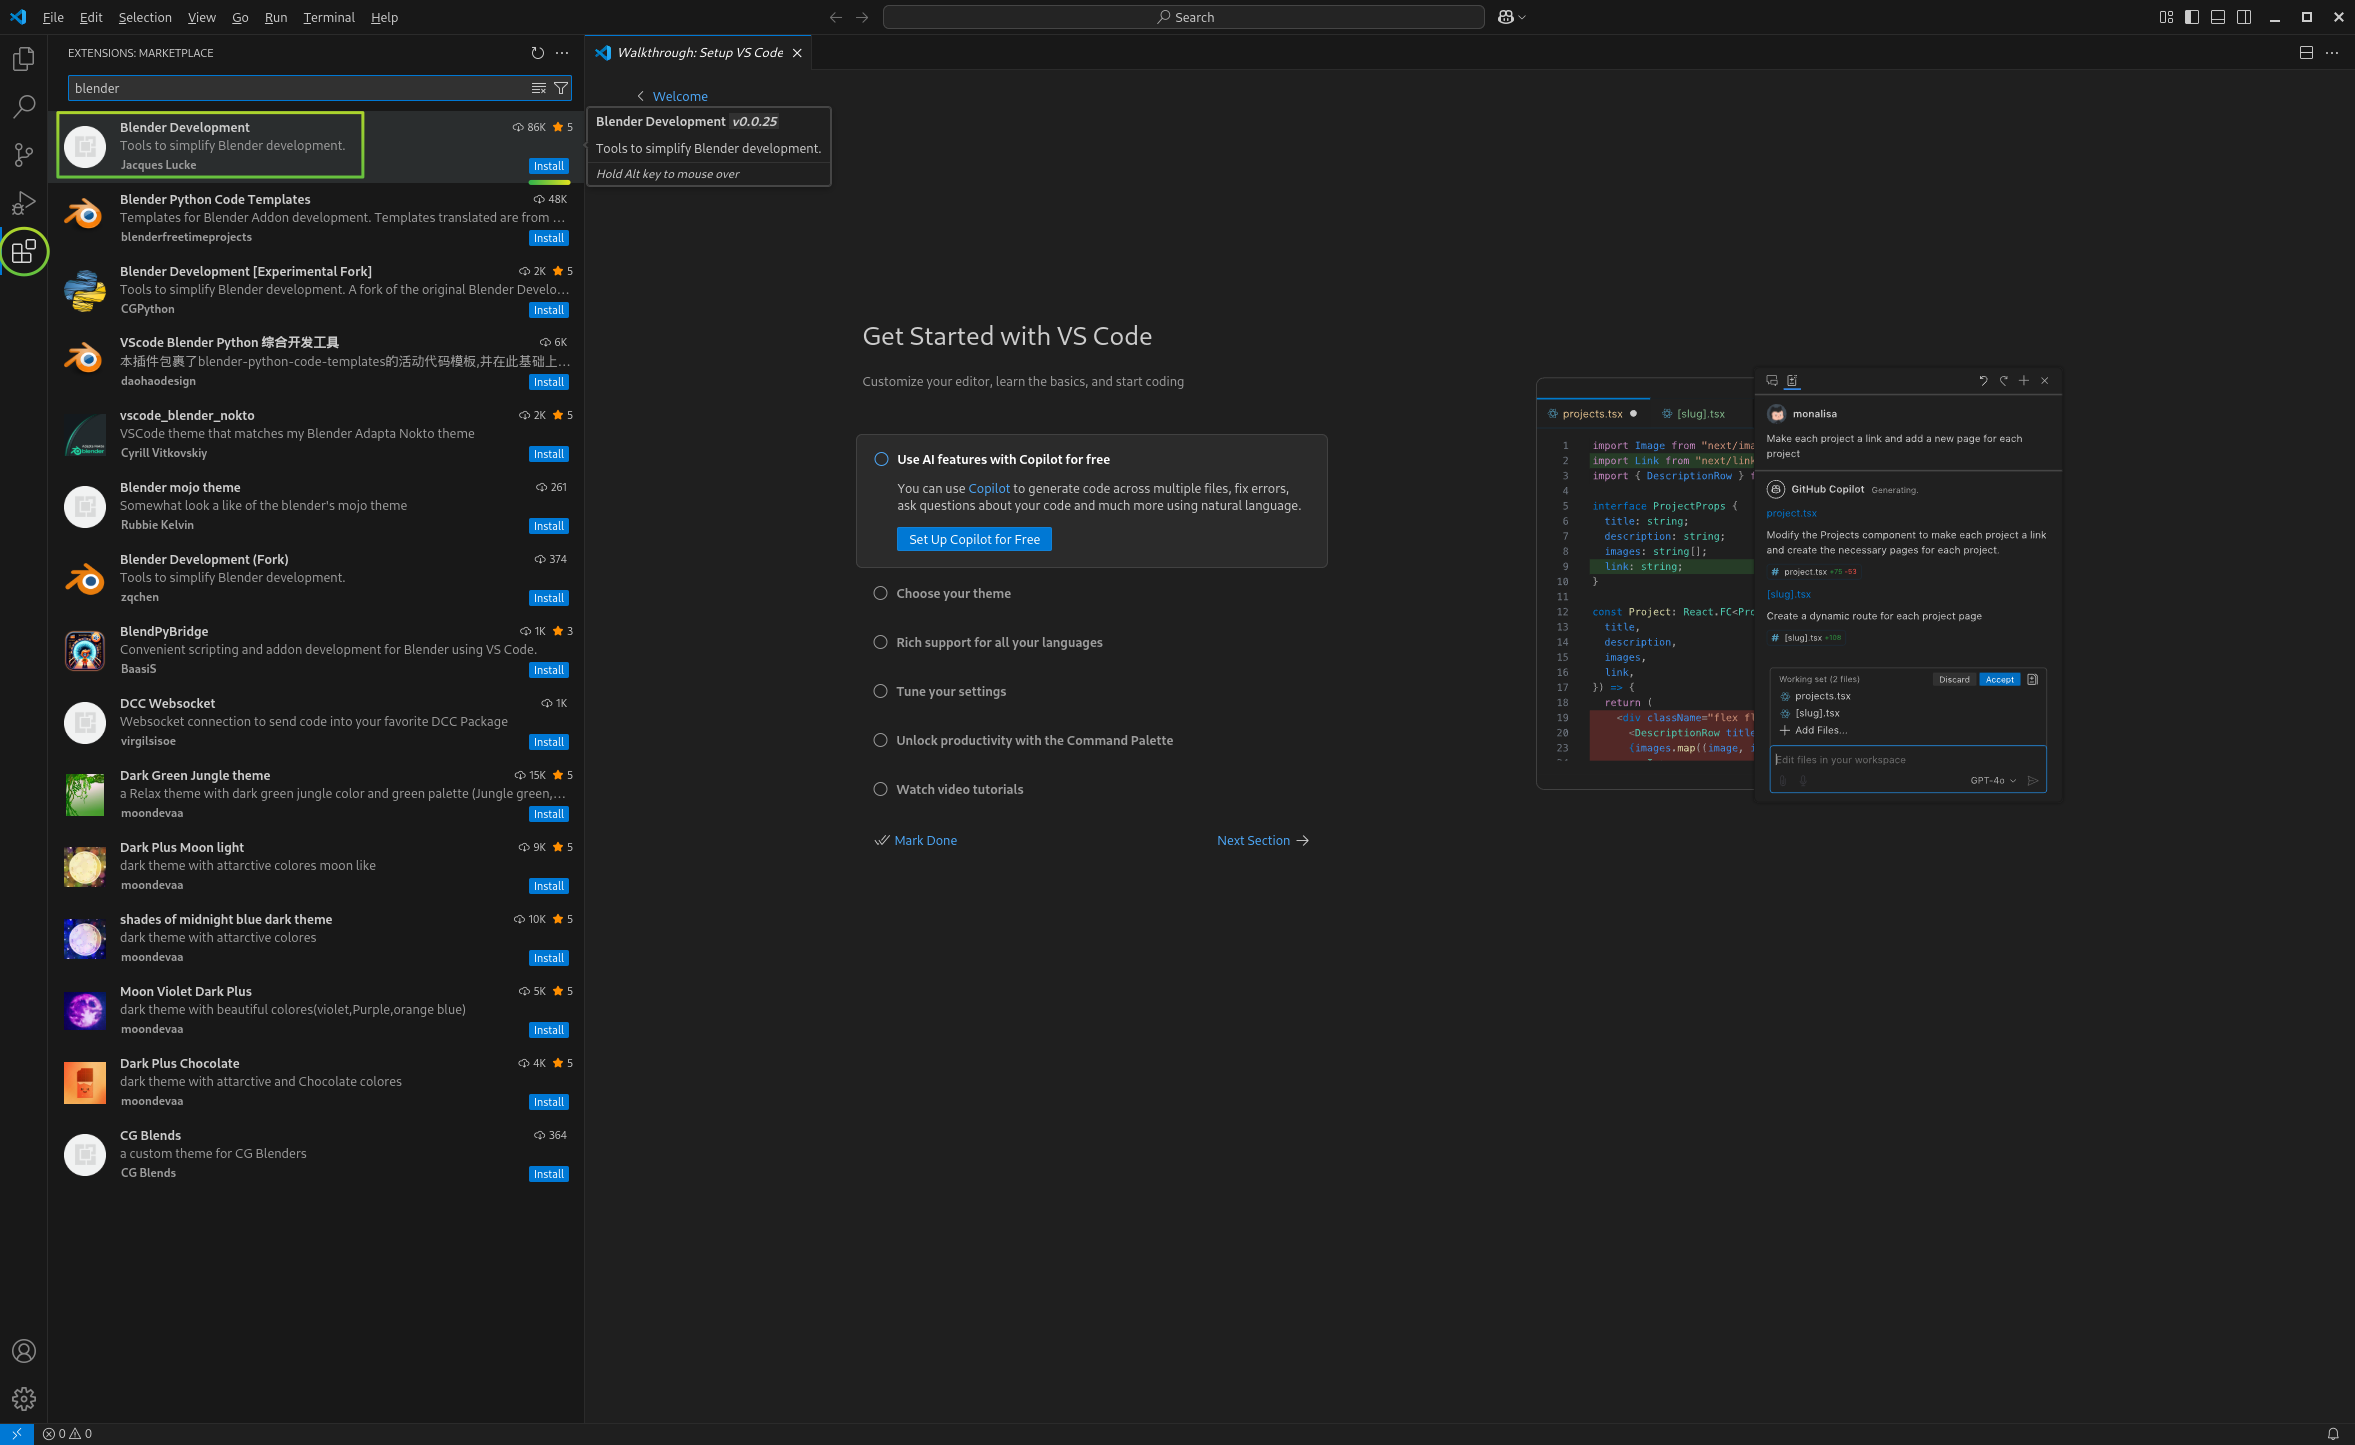 File Edit Selection View Go Run Terminal Help
Search
EXTENSIONS: MARKETPLACE
blender
Blender Development 86K 5
Tools to simplify Blender development.
Jacques Lucke Install
Blender Python Code Templates 48K
Templates for Blender Addon development. Templates translated are from ...
blenderfreetimeprojects Install
Blender Development [Experimental Fork] 2K 5
Tools to simplify Blender development. A fork of the original Blender Develo...
CGPython Install
VScode Blender Python 综合开发工具 6K
本插件包裹了blender-python-code-templates的活动代码模板,并在此基础上...
daohaodesign Install
vscode_blender_nokto 2K 5
VSCode theme that matches my Blender Adapta Nokto theme
Cyrill Vitkovskiy Install
Blender mojo theme 261
Somewhat look a like of the blender's mojo theme
Rubbie Kelvin Install
Blender Development (Fork) 374
Tools to simplify Blender development.
zqchen Install
BlendPyBridge 1K 3
Convenient scripting and addon development for Blender using VS Code.
BaasiS Install
DCC Websocket 1K
Websocket connection to send code into your favorite DCC Package
virgilsisoe Install
Dark Green Jungle theme 15K 5
a Relax theme with dark green jungle color and green palette (Jungle green,...
moondevaa Install
Dark Plus Moon light 9K 5
dark theme with attarctive colores moon like
moondevaa Install
shades of midnight blue dark theme 10K 5
dark theme with attarctive colores
moondevaa Install
Moon Violet Dark Plus 5K 5
dark theme with beautiful colores(violet,Purple,orange blue)
moondevaa Install
Dark Plus Chocolate 4K 5
dark theme with attarctive and Chocolate colores
moondevaa Install
CG Blends 364
a custom theme for CG Blenders
CG Blends Install
Walkthrough: Setup VS Code
Welcome
Blender Development v0.0.25
Tools to simplify Blender development.
Hold Alt key to mouse over
Get Started with VS Code
Customize your editor, learn the basics, and start coding
Use AI features with Copilot for free
You can use Copilot to generate code across multiple files, fix errors,
ask questions about your code and much more using natural language.
Set Up Copilot for Free
Choose your theme
Rich support for all your languages
Tune your settings
Unlock productivity with the Command Palette
Watch video tutorials
Mark Done Next Section
projects.tsx [slug].tsx
1 import Image from "next/ima
2 import Link from "next/link
3 import { DescriptionRow } f
4
5 interface ProjectProps {
6 title: string;
7 description: string;
8 images: string[];
9 link: string;
10 }
11
12 const Project: React.FC<Pro
13 title,
14 description,
15 images,
16 link,
17 }) => {
18 return (
19 <div className="flex fl
20 <DescriptionRow title
23 {images.map((image, i
monalisa
Make each project a link and add a new page for each
project
GitHub Copilot Generating.
project.tsx
Modify the Projects component to make each project a link
and create the necessary pages for each project.
# project.tsx +75 -93
[slug].tsx
Create a dynamic route for each project page
# [slug].tsx +108
Working set (2 files) Discard Accept
projects.tsx
[slug].tsx
Add Files...
Edit files in your workspace
GPT-4o
0 0